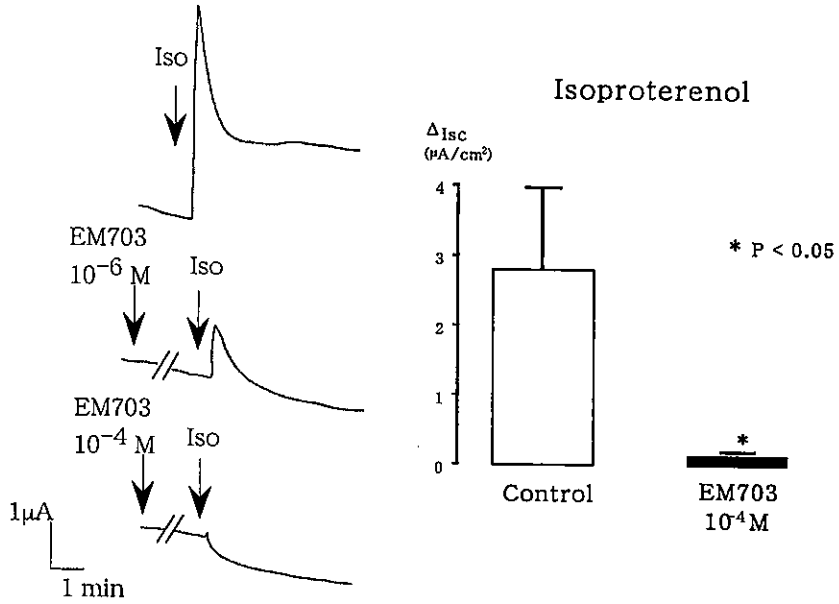 Iso
EM703
10⁻⁶ M
Iso
EM703
10⁻⁴ M
Iso
1μA
1 min
Isoproterenol
ΔIsc
(μA/cm²)
4
3
2
1
0
* P < 0.05
*
Control
EM703
10⁻⁴M